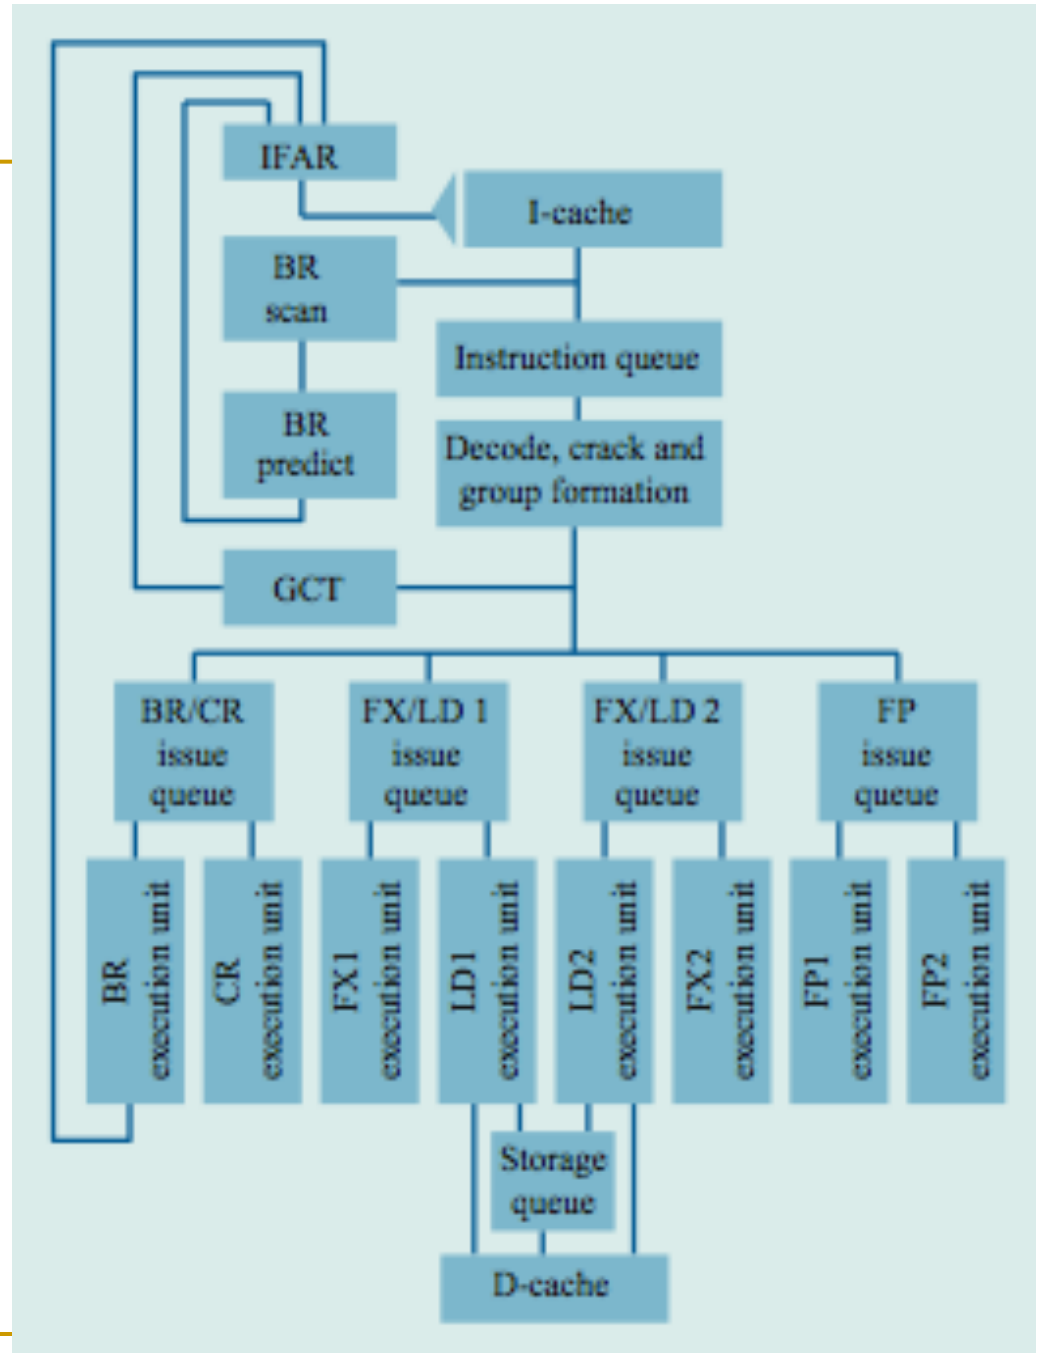 IFAR
I-cache
BR
scan
Instruction queue
BR
predict
Decode, crack and
group formation
GCT
BR/CR
issue
queue
FX/LD 1
issue
queue
FX/LD 2
issue
queue
FP
issue
queue
BR
execution unit
CR
execution unit
FX1
execution unit
LD1
execution unit
LD2
execution unit
FX2
execution unit
FP1
execution unit
FP2
execution unit
Storage
queue
D-cache